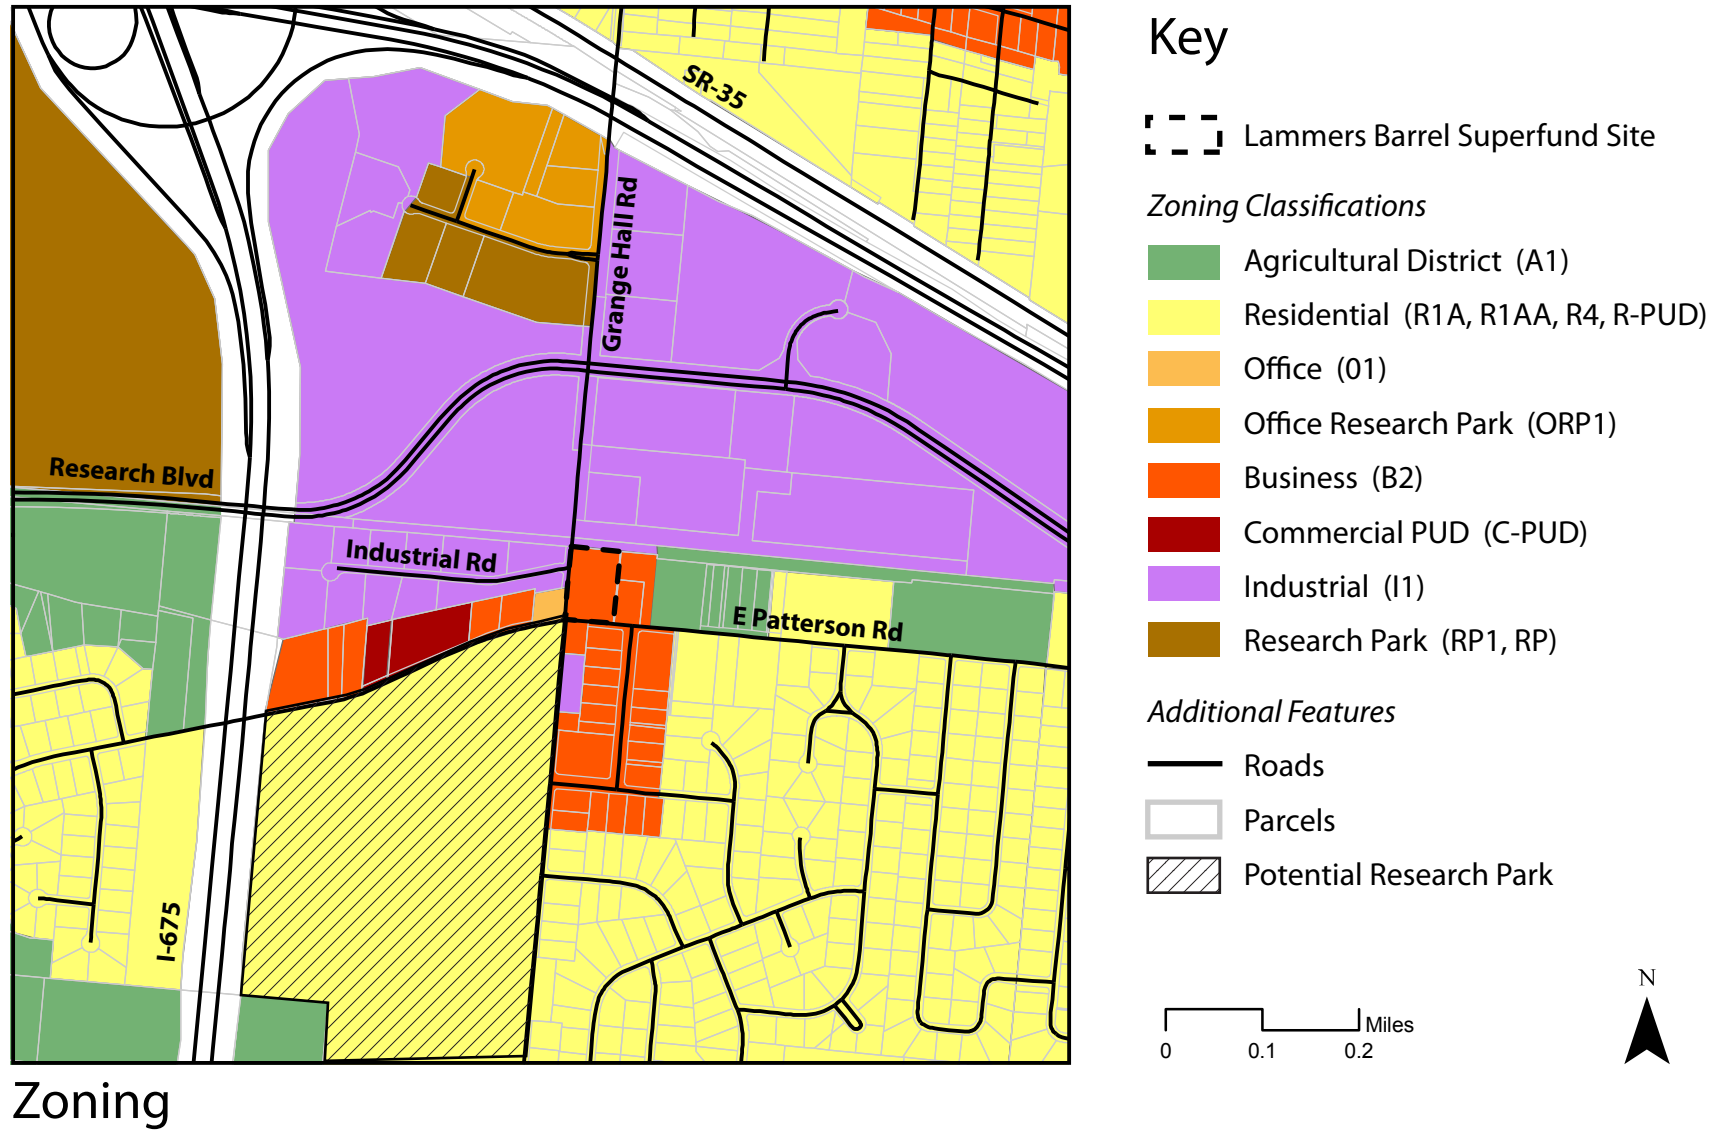 SR-35
Grange Hall Rd
Research Blvd
Industrial Rd
E Patterson Rd
I-675
Zoning
Key
Lammers Barrel Superfund Site
Zoning Classifications
Agricultural District (A1)
Residential (R1A, R1AA, R4, R-PUD)
Office (01)
Office Research Park (ORP1)
Business (B2)
Commercial PUD (C-PUD)
Industrial (I1)
Research Park (RP1, RP)
Additional Features
Roads
Parcels
Potential Research Park
Miles
0 0.1 0.2
N